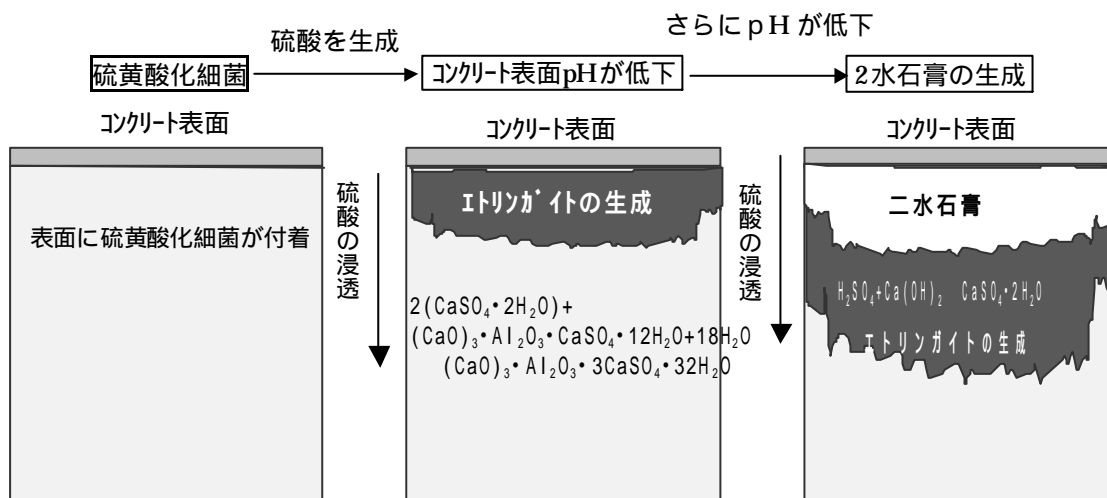 硫酸を生成
さらにpHが低下
硫黄酸化細菌
コンクリート表面pHが低下
2水石膏の生成
コンクリート表面
コンクリート表面
コンクリート表面
表面に硫黄酸化細菌が付着
硫酸の浸透
エトリンガイトの生成
2(CaSO₄・2H₂O)+
(CaO)₃・Al₂O₃・CaSO₄・12H₂O+18H₂O
(CaO)₃・Al₂O₃・3CaSO₄・32H₂O
硫酸の浸透
二水石膏
H₂SO₄+Ca(OH)₂　CaSO₄・2H₂O
エトリンガイトの生成